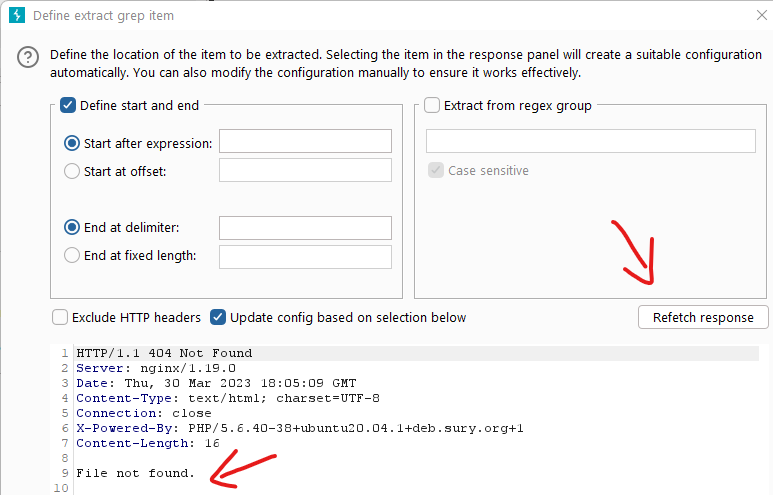 Define extract grep item
Define the location of the item to be extracted. Selecting the item in the response panel will create a suitable configuration
automatically. You can also modify the configuration manually to ensure it works effectively.
Define start and end
Start after expression:
Start at offset:
End at delimiter:
End at fixed length:
Extract from regex group
Case sensitive
Exclude HTTP headers
Update config based on selection below
Refetch response
1 HTTP/1.1 404 Not Found
2 Server: nginx/1.19.0
3 Date: Thu, 30 Mar 2023 18:05:09 GMT
4 Content-Type: text/html; charset=UTF-8
5 Connection: close
6 X-Powered-By: PHP/5.6.40-38+ubuntu20.04.1+deb.sury.org+1
7 Content-Length: 16
8
9 File not found.
10